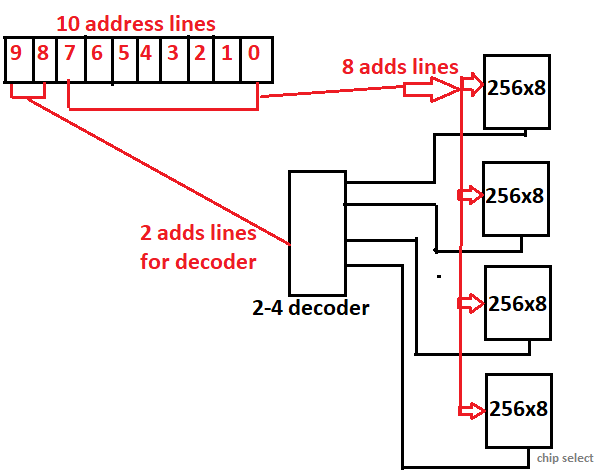 10 address lines
9 8 7 6 5 4 3 2 1 0
8 adds lines
256x8
256x8
2 adds lines
for decoder
2-4 decoder
256x8
256x8
chip select